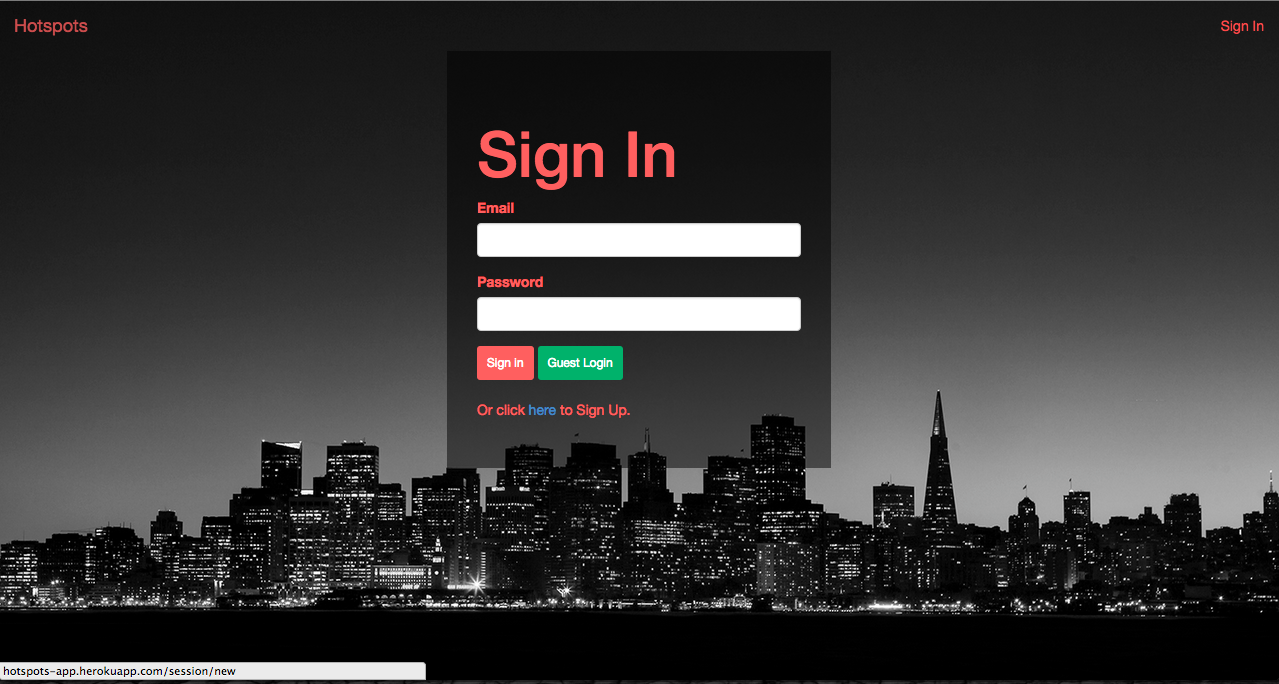 Hotspots
Sign In
Sign In
Email
Password
Sign in
Guest Login
Or click here to Sign Up.
hotspots-app.herokuapp.com/session/new